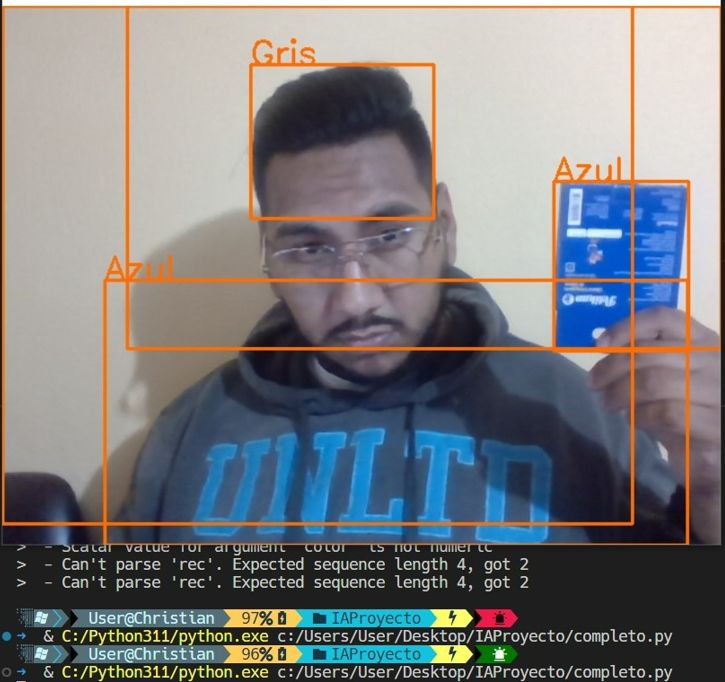 Gris
Azul
Azul
Pelikan
UNLTD
> - Scalar value for argument 'color' is not numeric
> - Can't parse 'rec'. Expected sequence length 4, got 2
> - Can't parse 'rec'. Expected sequence length 4, got 2
User@Christian 97% IAProyecto
& C:/Python311/python.exe c:/Users/User/Desktop/IAProyecto/completo.py
User@Christian 96% IAProyecto
& C:/Python311/python.exe c:/Users/User/Desktop/IAProyecto/completo.py